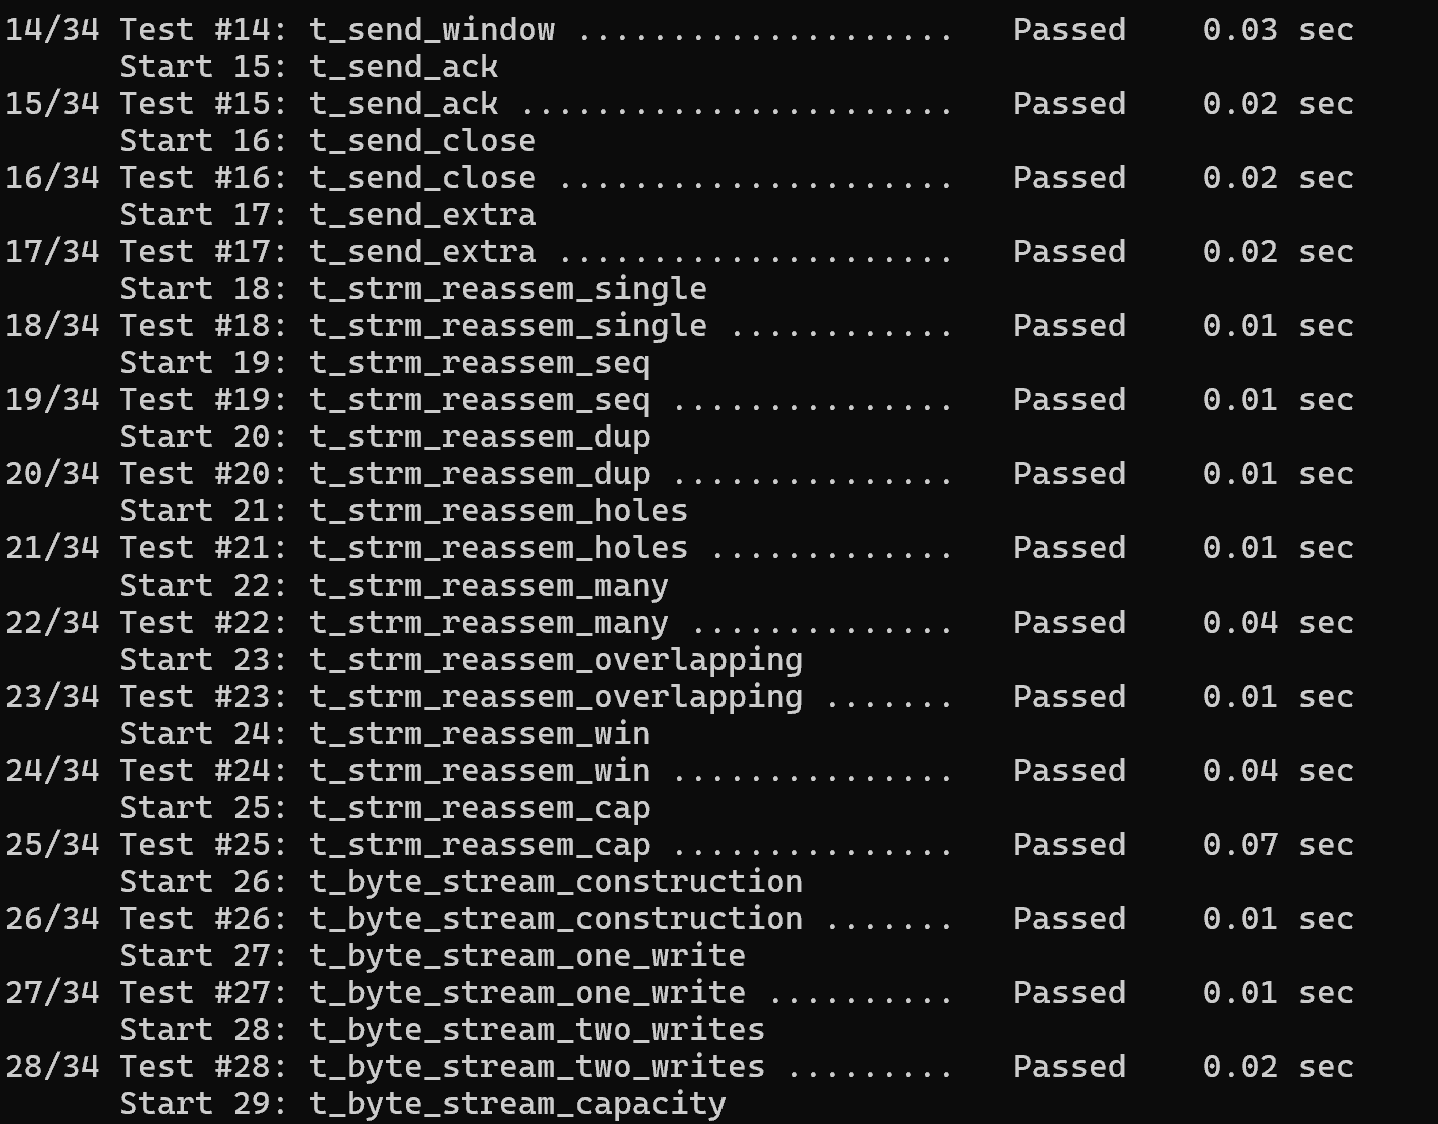 14/34 Test #14: t_send_window ....................   Passed    0.03 sec
      Start 15: t_send_ack
15/34 Test #15: t_send_ack .......................   Passed    0.02 sec
      Start 16: t_send_close
16/34 Test #16: t_send_close .....................   Passed    0.02 sec
      Start 17: t_send_extra
17/34 Test #17: t_send_extra .....................   Passed    0.02 sec
      Start 18: t_strm_reassem_single
18/34 Test #18: t_strm_reassem_single ............   Passed    0.01 sec
      Start 19: t_strm_reassem_seq
19/34 Test #19: t_strm_reassem_seq ...............   Passed    0.01 sec
      Start 20: t_strm_reassem_dup
20/34 Test #20: t_strm_reassem_dup ...............   Passed    0.01 sec
      Start 21: t_strm_reassem_holes
21/34 Test #21: t_strm_reassem_holes .............   Passed    0.01 sec
      Start 22: t_strm_reassem_many
22/34 Test #22: t_strm_reassem_many ..............   Passed    0.04 sec
      Start 23: t_strm_reassem_overlapping
23/34 Test #23: t_strm_reassem_overlapping .......   Passed    0.01 sec
      Start 24: t_strm_reassem_win
24/34 Test #24: t_strm_reassem_win ...............   Passed    0.04 sec
      Start 25: t_strm_reassem_cap
25/34 Test #25: t_strm_reassem_cap ...............   Passed    0.07 sec
      Start 26: t_byte_stream_construction
26/34 Test #26: t_byte_stream_construction .......   Passed    0.01 sec
      Start 27: t_byte_stream_one_write
27/34 Test #27: t_byte_stream_one_write ..........   Passed    0.01 sec
      Start 28: t_byte_stream_two_writes
28/34 Test #28: t_byte_stream_two_writes .........   Passed    0.02 sec
      Start 29: t_byte_stream_capacity